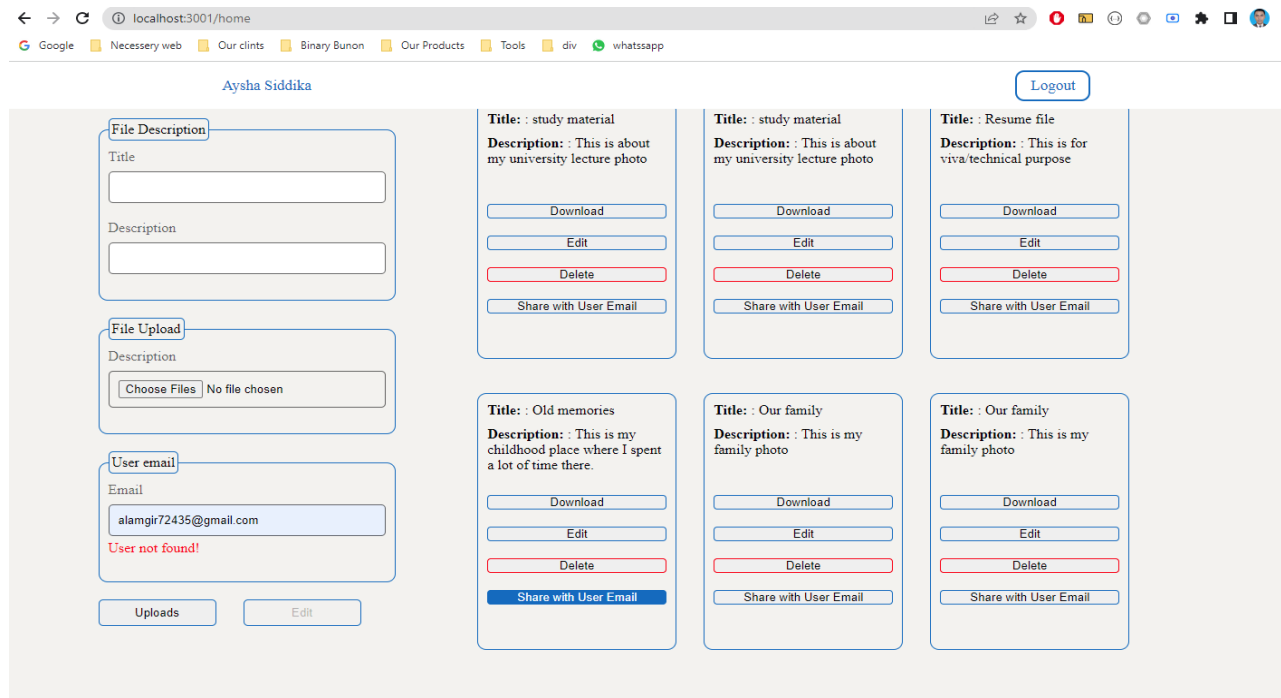 localhost:3001/home
Google Necessery web Our clints Binary Bunon Our Products Tools div whatssapp
Aysha Siddika
Logout
File Description
Title
Description
File Upload
Description
Choose Files No file chosen
User email
Email
alamgir72435@gmail.com
User not found!
Uploads
Edit
Title: : study material
Description: : This is about
my university lecture photo
Download
Edit
Delete
Share with User Email
Title: : study material
Description: : This is about
my university lecture photo
Download
Edit
Delete
Share with User Email
Title: : Resume file
Description: : This is for
viva/technical purpose
Download
Edit
Delete
Share with User Email
Title: : Old memories
Description: : This is my
childhood place where I spent
a lot of time there.
Download
Edit
Delete
Share with User Email
Title: : Our family
Description: : This is my
family photo
Download
Edit
Delete
Share with User Email
Title: : Our family
Description: : This is my
family photo
Download
Edit
Delete
Share with User Email